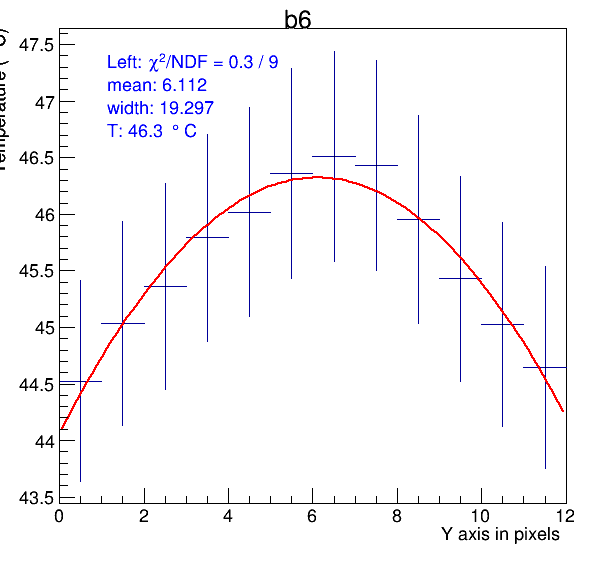 b6
Temperature (°C)
47.5
47
46.5
46
45.5
45
44.5
44
43.5
Left: χ²/NDF = 0.3 / 9
mean: 6.112
width: 19.297
T: 46.3 °C
0 2 4 6 8 10 12
Y axis in pixels